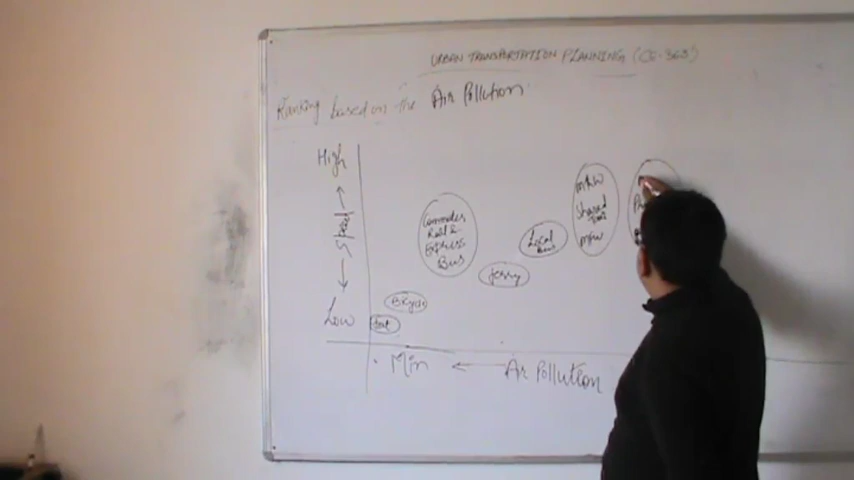 URBAN TRANSPORTATION PLANNING (CE-363)
Ranking based on the Air Pollution
High
Speed
Low
Foot
Bicycle
Commuter
Rail &
Express
Bus
Ferry
Local
Bus
Shared
Min
Air Pollution